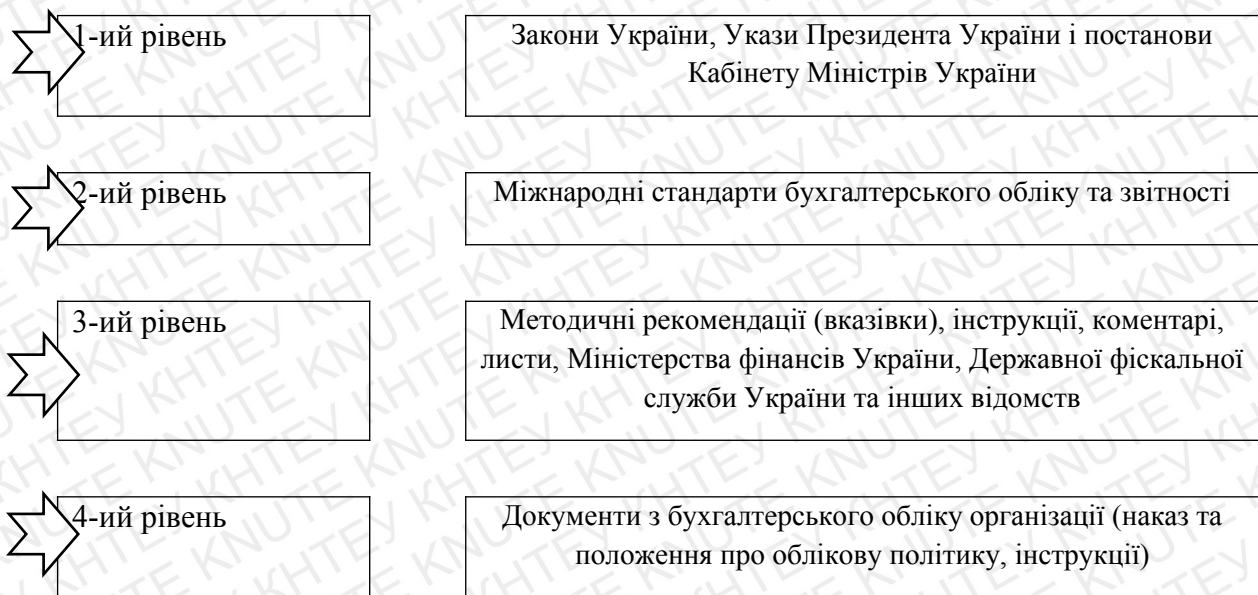 1-ий рівень
Закони України, Укази Президента України і постанови
Кабінету Міністрів України
2-ий рівень
Міжнародні стандарти бухгалтерського обліку та звітності
3-ий рівень
Методичні рекомендації (вказівки), інструкції, коментарі,
листи, Міністерства фінансів України, Державної фіскальної
служби України та інших відомств
4-ий рівень
Документи з бухгалтерського обліку організації (наказ та
положення про облікову політику, інструкції)